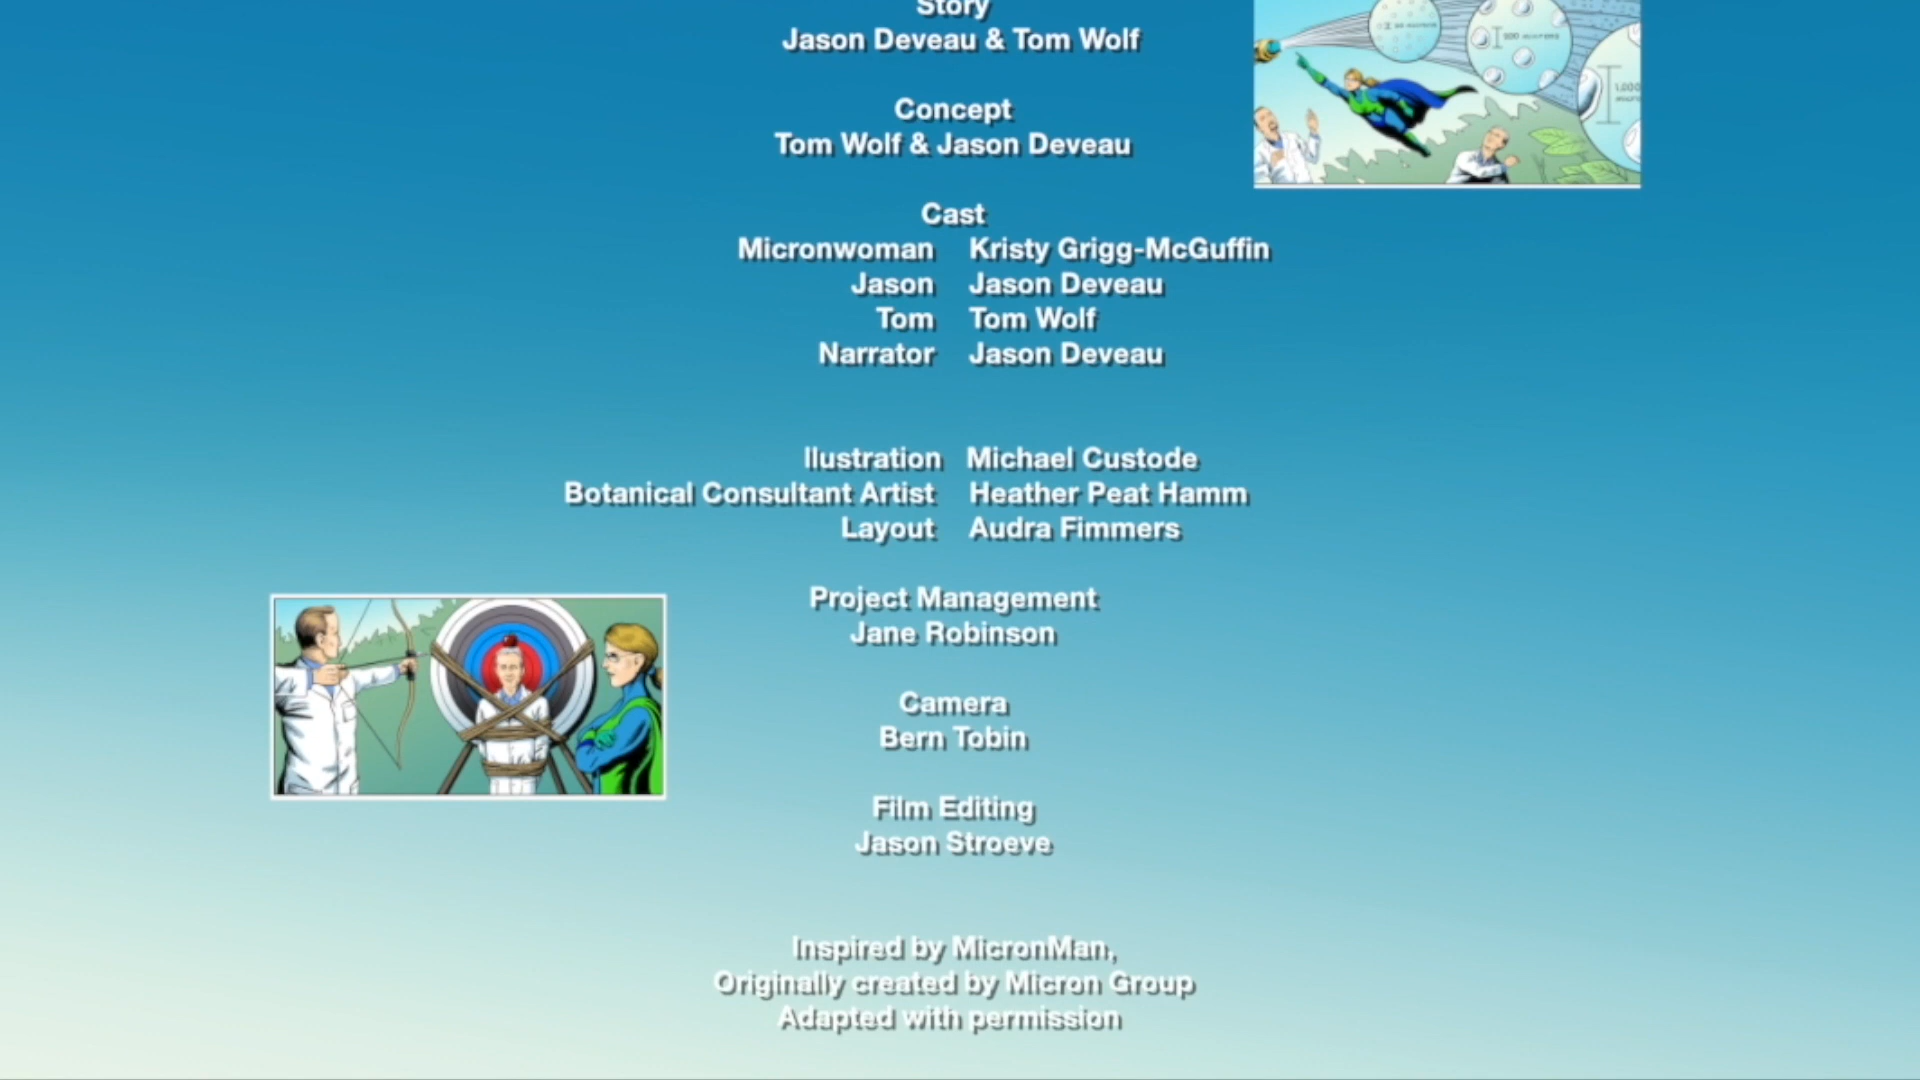 Story
Jason Deveau & Tom Wolf
Concept
Tom Wolf & Jason Deveau
Cast
Micronwoman Kristy Grigg-McGuffin
Jason Jason Deveau
Tom Tom Wolf
Narrator Jason Deveau
llustration Michael Custode
Botanical Consultant Artist Heather Peat Hamm
Layout Audra Fimmers
Project Management
Jane Robinson
Camera
Bern Tobin
Film Editing
Jason Stroeve
Inspired by MicronMan,
Originally created by Micron Group
Adapted with permission
1,000